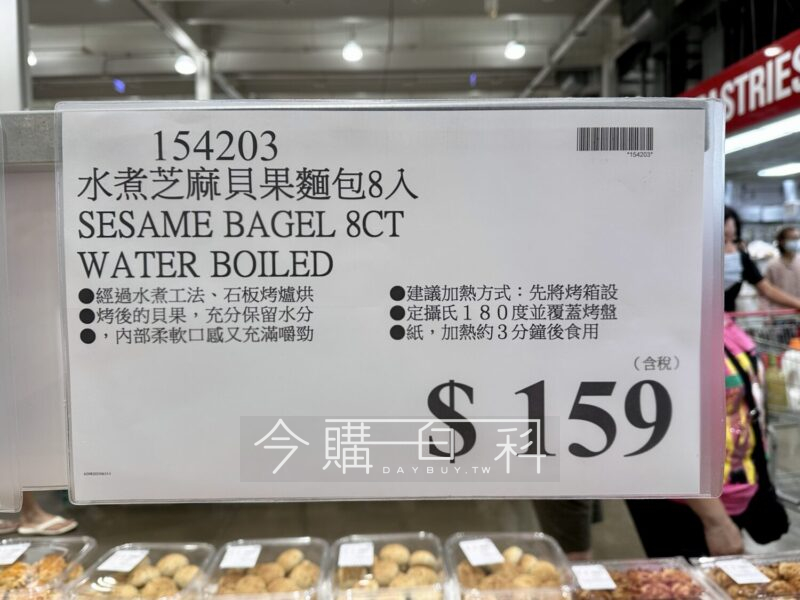 ASTRIES
154203
*154203*
水煮芝麻貝果麵包8入
SESAME BAGEL 8CT
WATER BOILED
●經過水煮工法、石板烤爐烘
●烤後的貝果，充分保留水分
●，內部柔軟口感又充滿嚼勁
●建議加熱方式：先將烤箱設
●定攝氏１８０度並覆蓋烤盤
●紙，加熱約３分鐘後食用
（含稅）
$ 159
今購百科
DAYBUY.TW